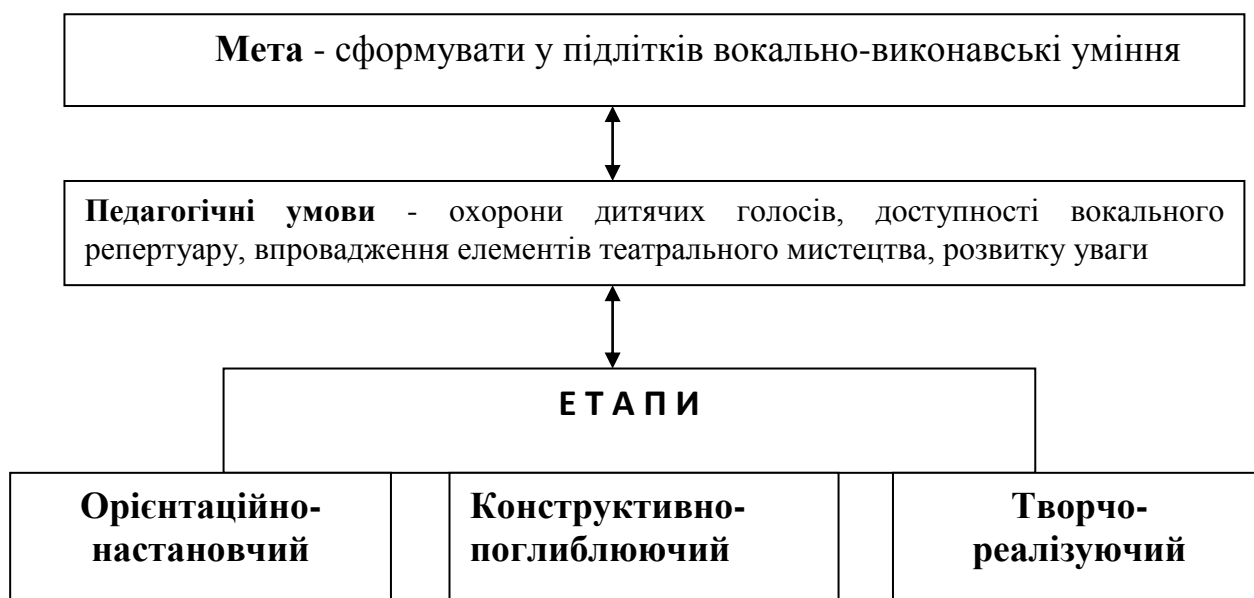 Мета - сформувати у підлітків вокально-виконавські уміння
Педагогічні умови - охорони дитячих голосів, доступності вокального
репертуару, впровадження елементів театрального мистецтва, розвитку уваги
Е Т А П И
Орієнтаційно-
настановчий
Конструктивно-
поглиблюючий
Творчо-
реалізуючий